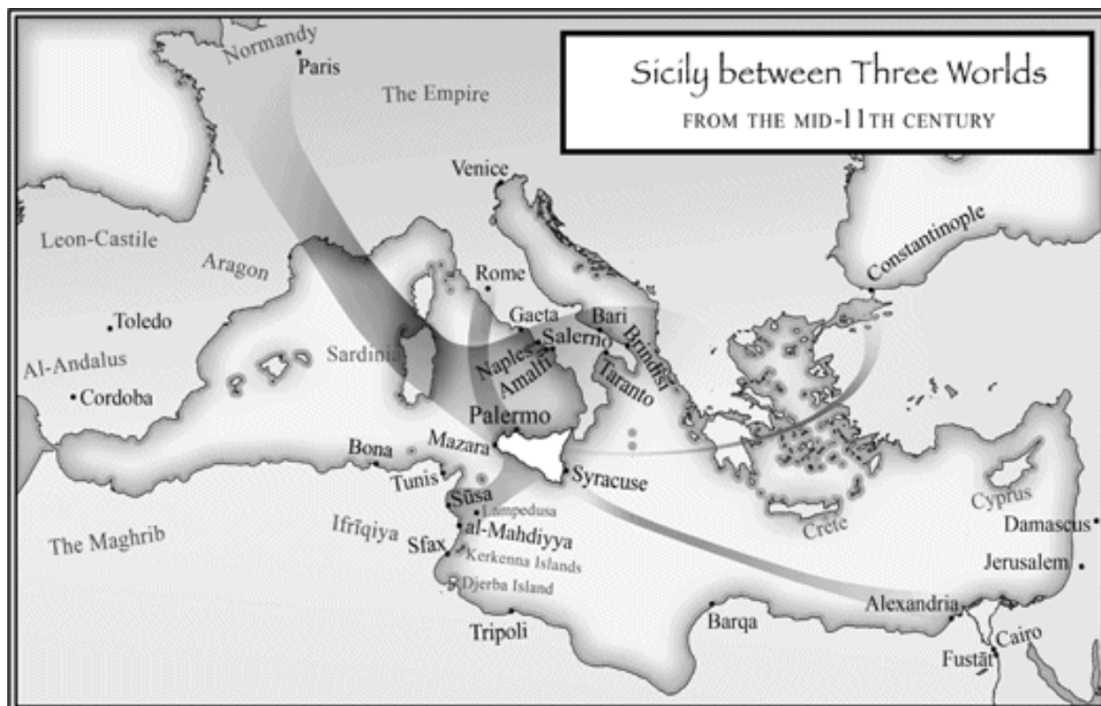 Sicily between Three Worlds
FROM THE MID-11TH CENTURY
Normandy
Paris
The Empire
Venice
Constantinople
Leon-Castile
Aragon
Rome
Toledo
Gaeta
Bari
Salerno
Brindisi
Naples
Amalfi
Sardinia
Al-Andalus
Taranto
Cordoba
Palermo
Mazara
Bona
Tunis
Syracuse
Sūsa
Lampedusa
Cyprus
Crete
Damascus
Ifrīqiya
al-Mahdiyya
The Maghrib
Sfax
Kerkenna Islands
Jerusalem
Djerba Island
Alexandria
Tripoli
Barqa
Cairo
Fustāt